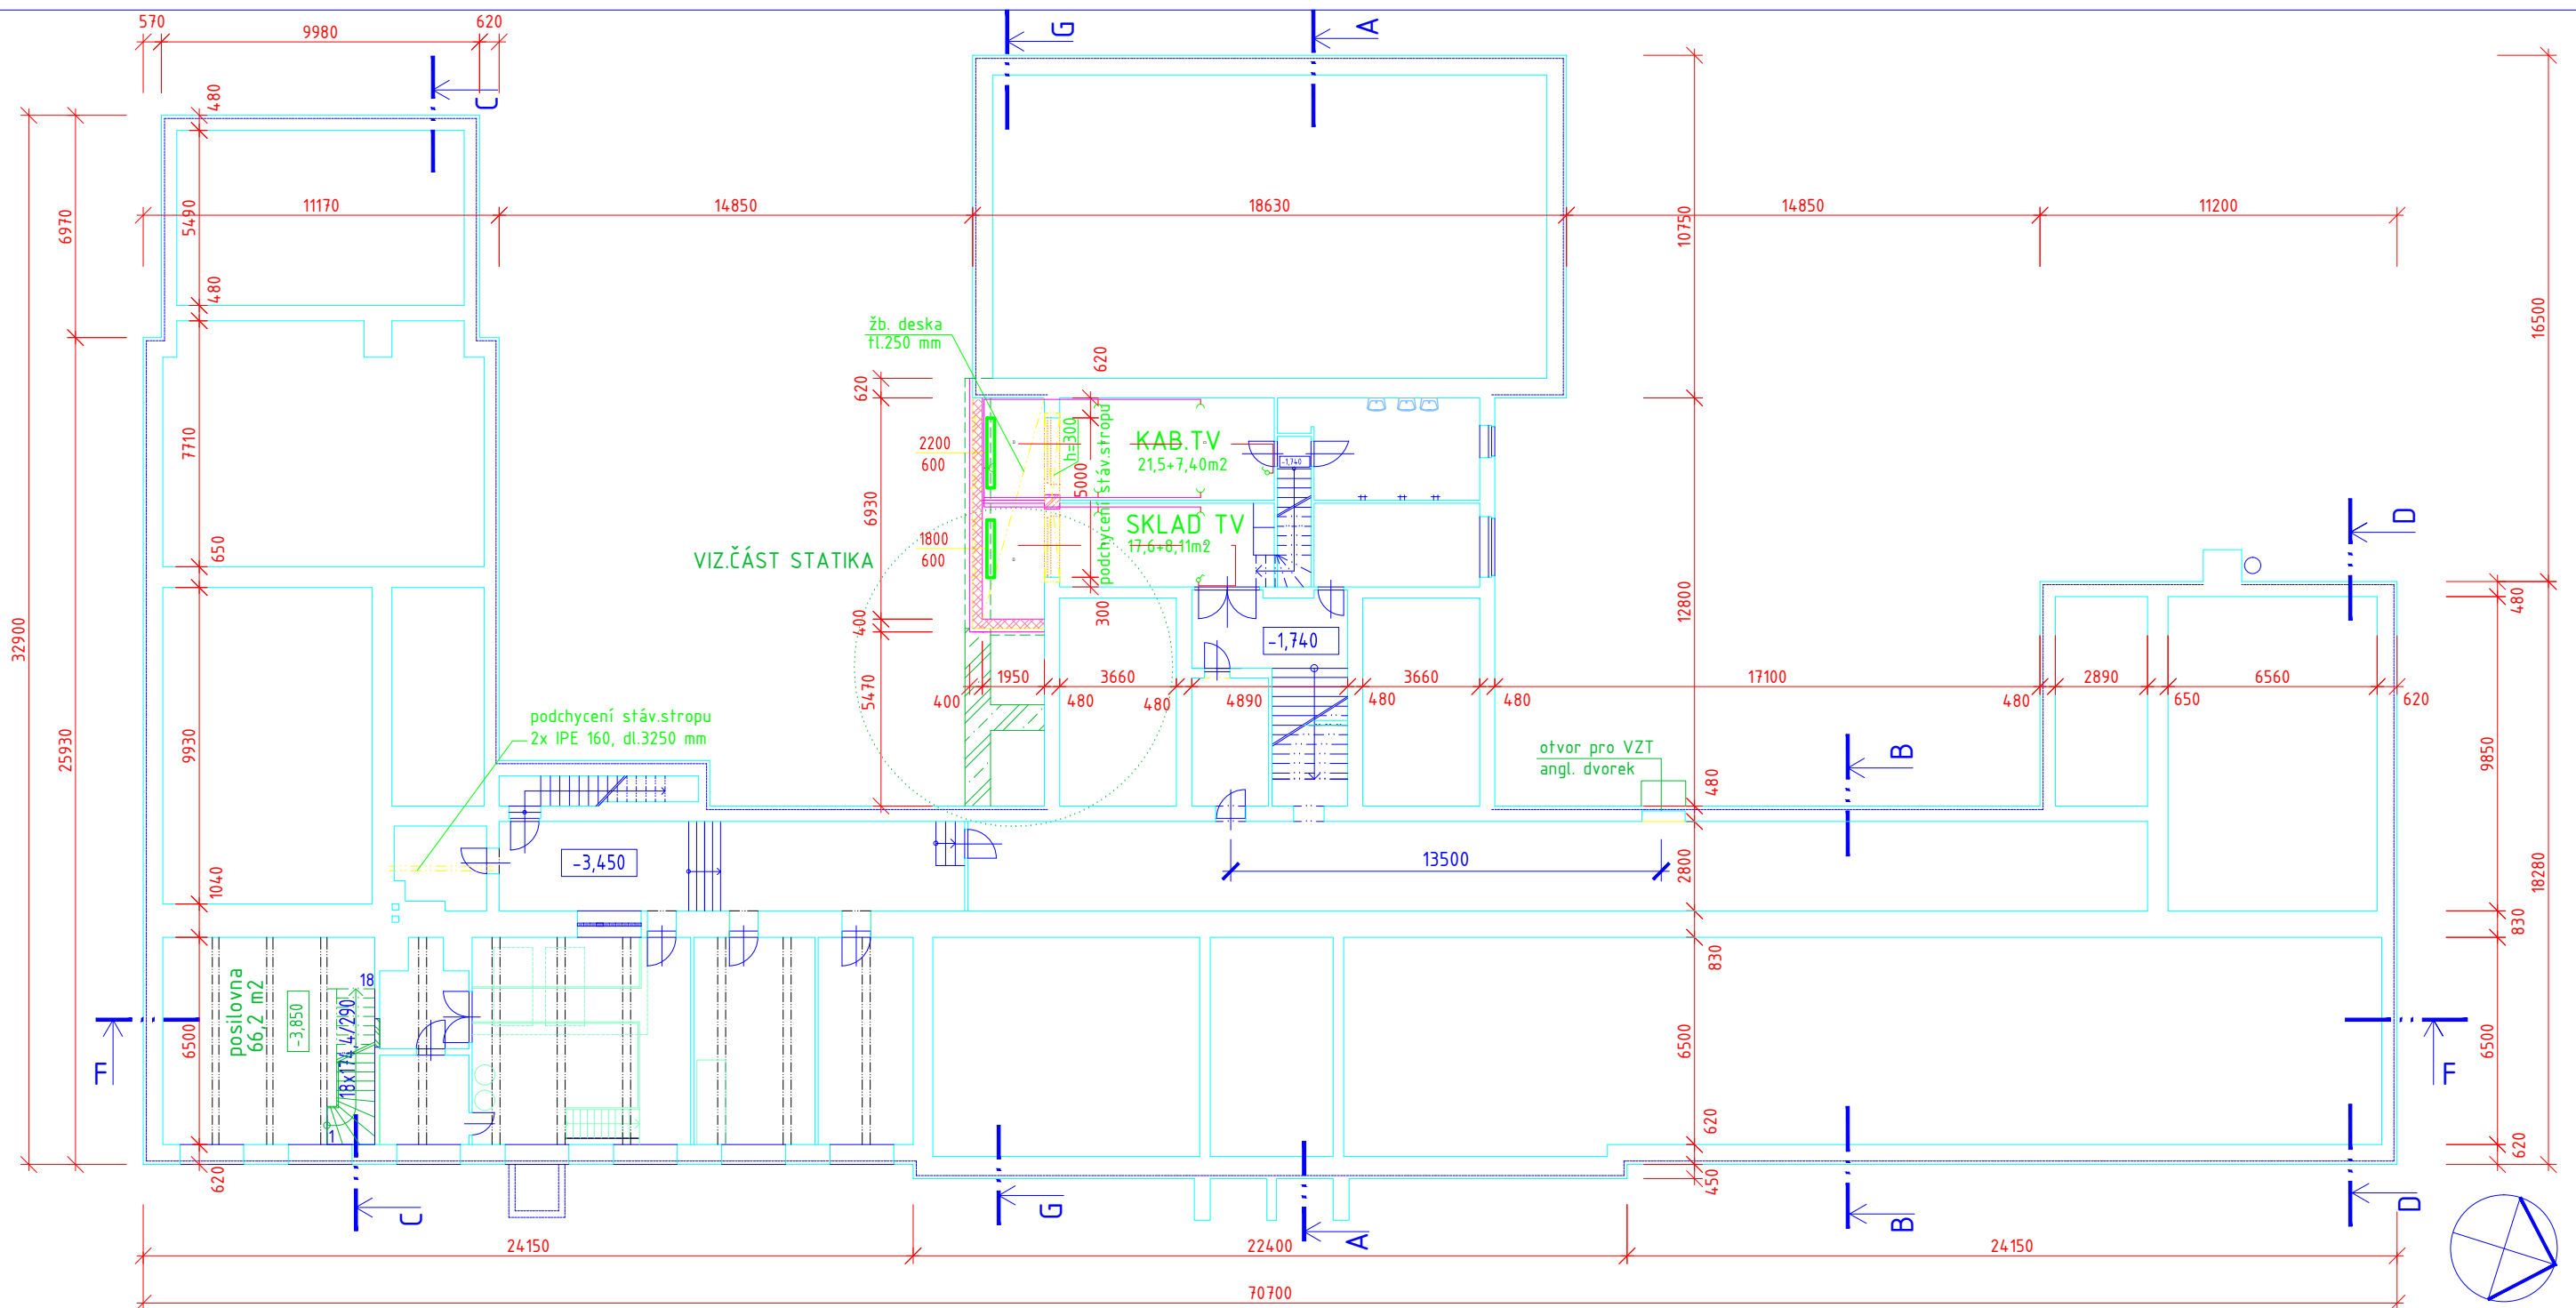 570
9980
620
G
A
C
480
11170
14850
18630
14850
11200
6970
5490
480
10750
16500
žb. deska
tl.250 mm
620
620
7710
650
2200
600
h=300
5000
podchycení stáv.stropu
KAB.TV
21,5+7,40m2
-1,740
6930
SKLAD TV
17,6+8,11m2
1800
600
VIZ.ČÁST STATIKA
D
12800
480
400
300
-1,740
32900
25930
9930
5470
400
1950
480
3660
480
4890
480
3660
480
17100
480
2890
650
6560
620
podchycení stáv.stropu
2x IPE 160, dl.3250 mm
otvor pro VZT
angl. dvorek
B
480
9850
-3,450
13500
2800
1040
18280
830
830
posilovna
66,2 m2
-3,850
18
18x174,4/290
1
6500
6500
6500
F
F
620
620
620
450
C
G
A
B
D
24150
22400
24150
70700